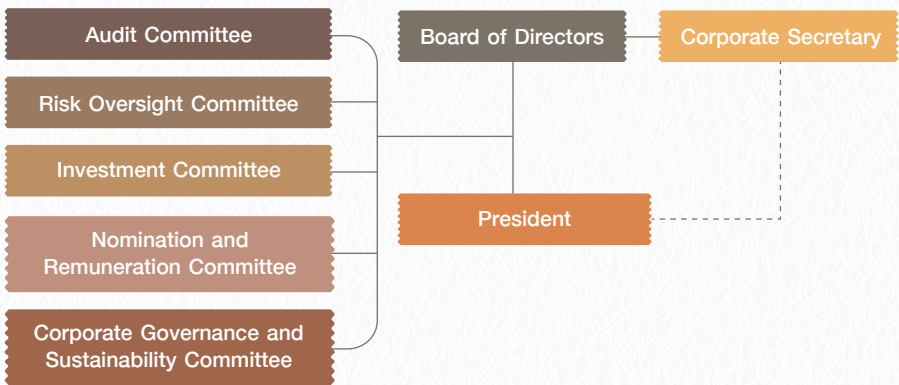 Audit Committee
Board of Directors
Corporate Secretary
Risk Oversight Committee
Investment Committee
President
Nomination and
Remuneration Committee
Corporate Governance and
Sustainability Committee